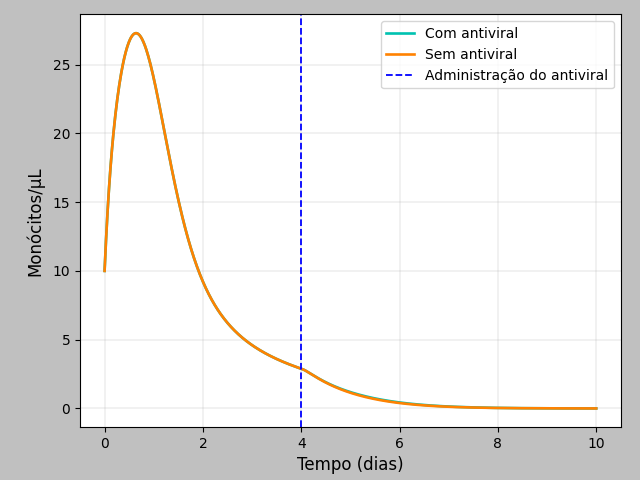 Com antiviral
Sem antiviral
Administração do antiviral
Monócitos/μL
25
20
15
10
5
0
0 2 4 6 8 10
Tempo (dias)